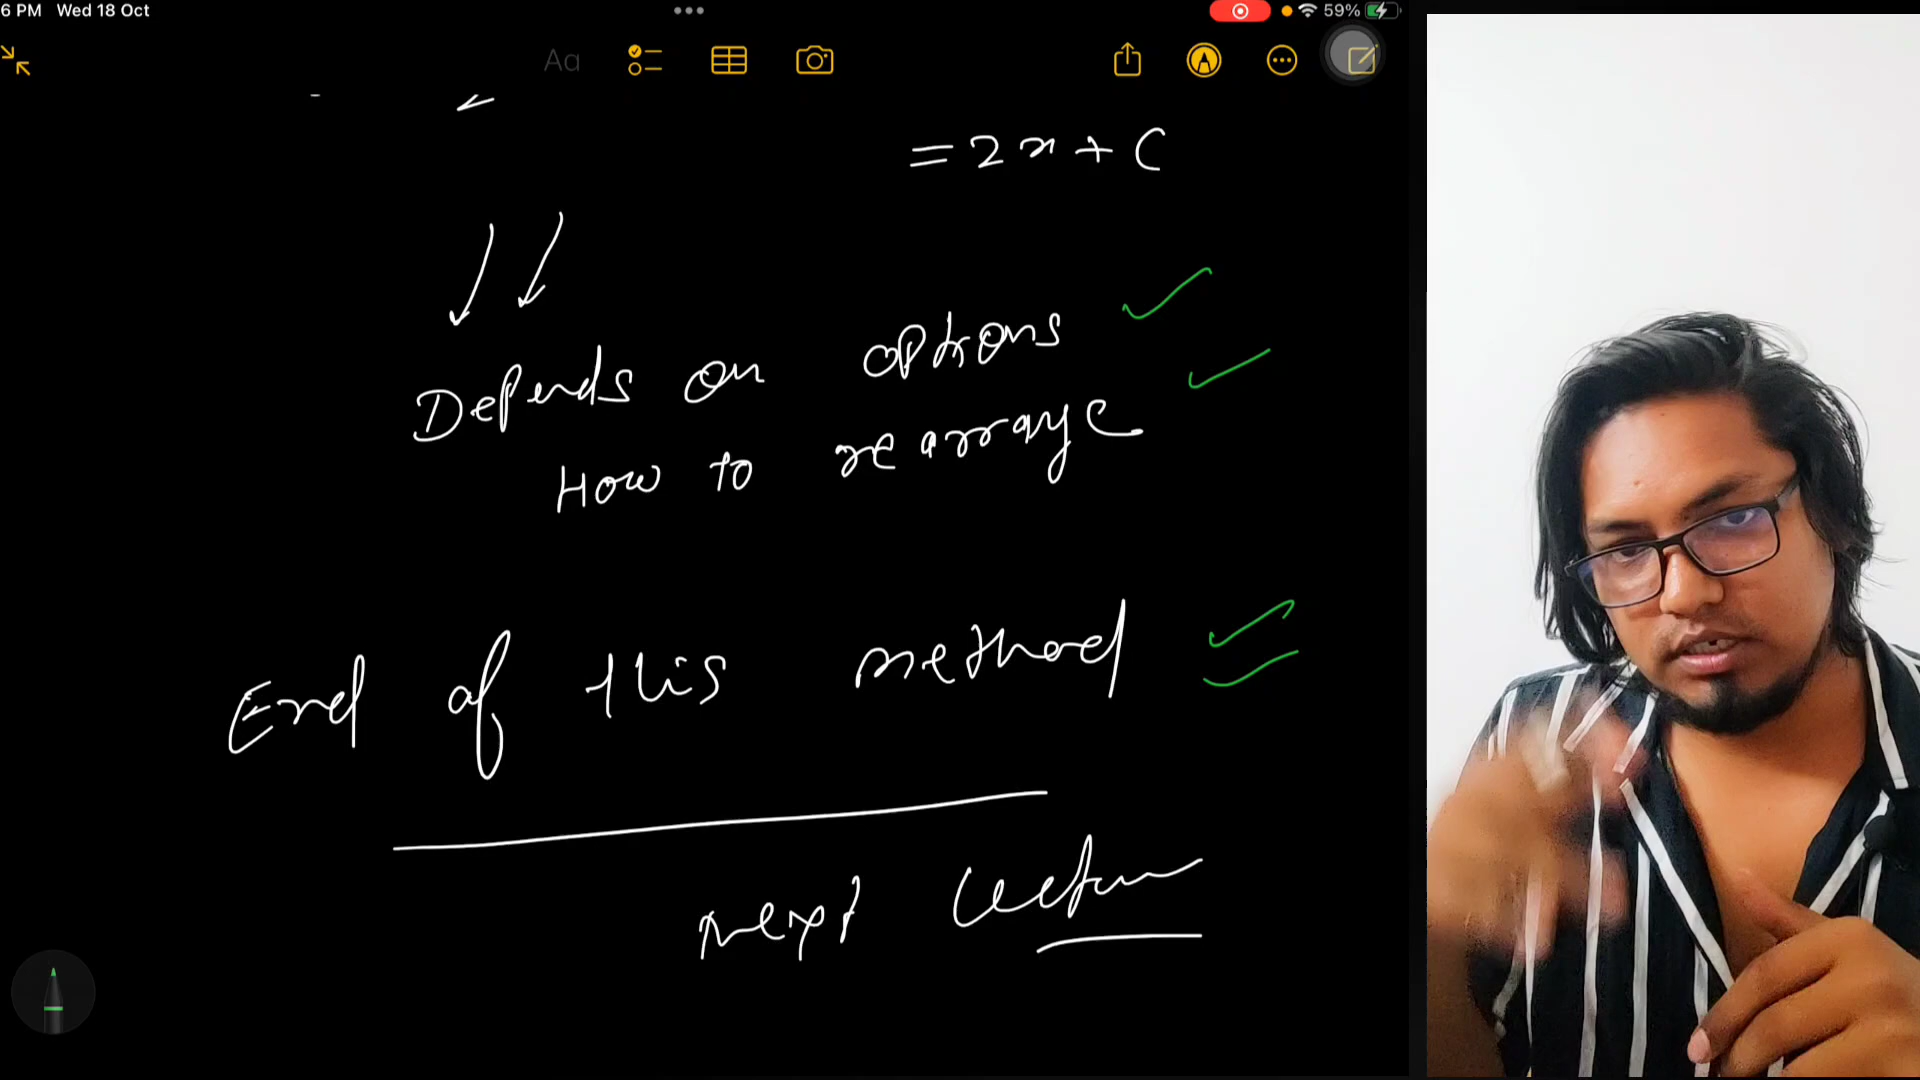 6 PM Wed 18 Oct
59%
Aa
= 2x + C
Depends on options
How to rearrange
End of this method
next lecture